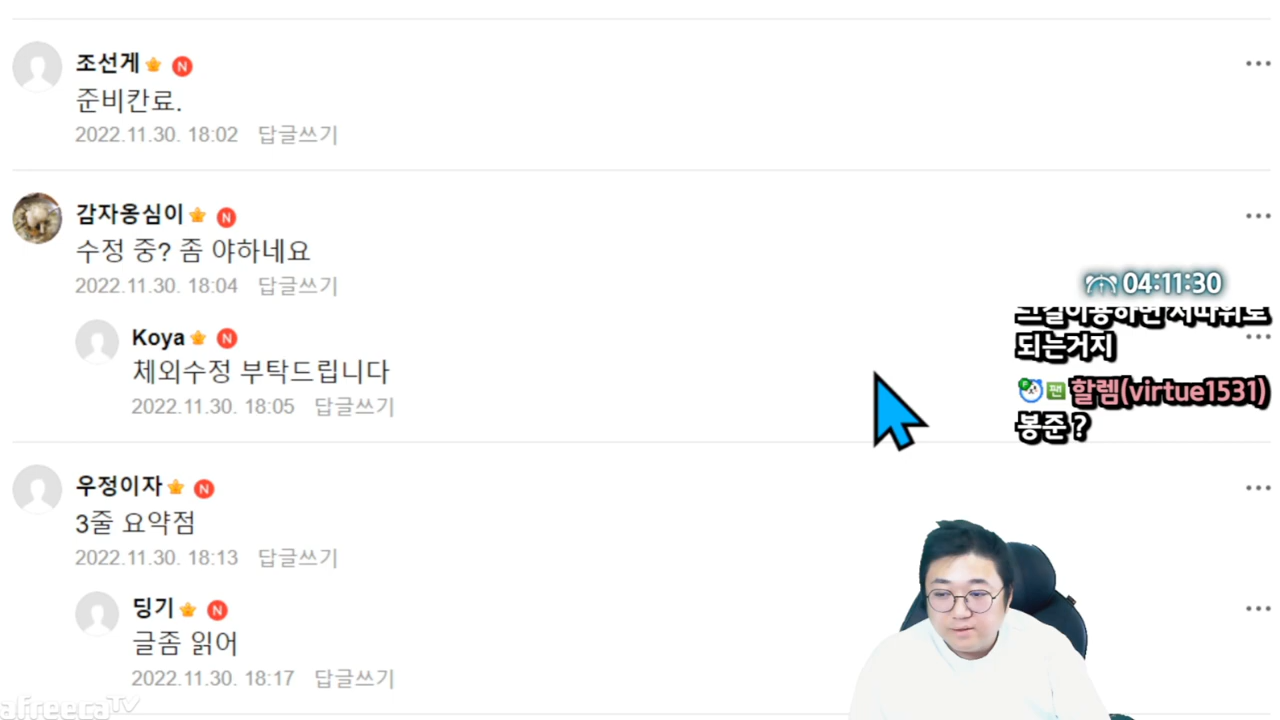 조선게
준비칸료.
2022.11.30. 18:02 답글쓰기
감자옹심이
수정 중? 좀 야하네요
2022.11.30. 18:04 답글쓰기
Koya
체외수정 부탁드립니다
2022.11.30. 18:05 답글쓰기
우정이자
3줄 요약점
2022.11.30. 18:13 답글쓰기
딩기
글좀 읽어
2022.11.30. 18:17 답글쓰기
04:11:30
되는거지
팬 할렘(virtue1531)
봉준 ?
afreecaTV